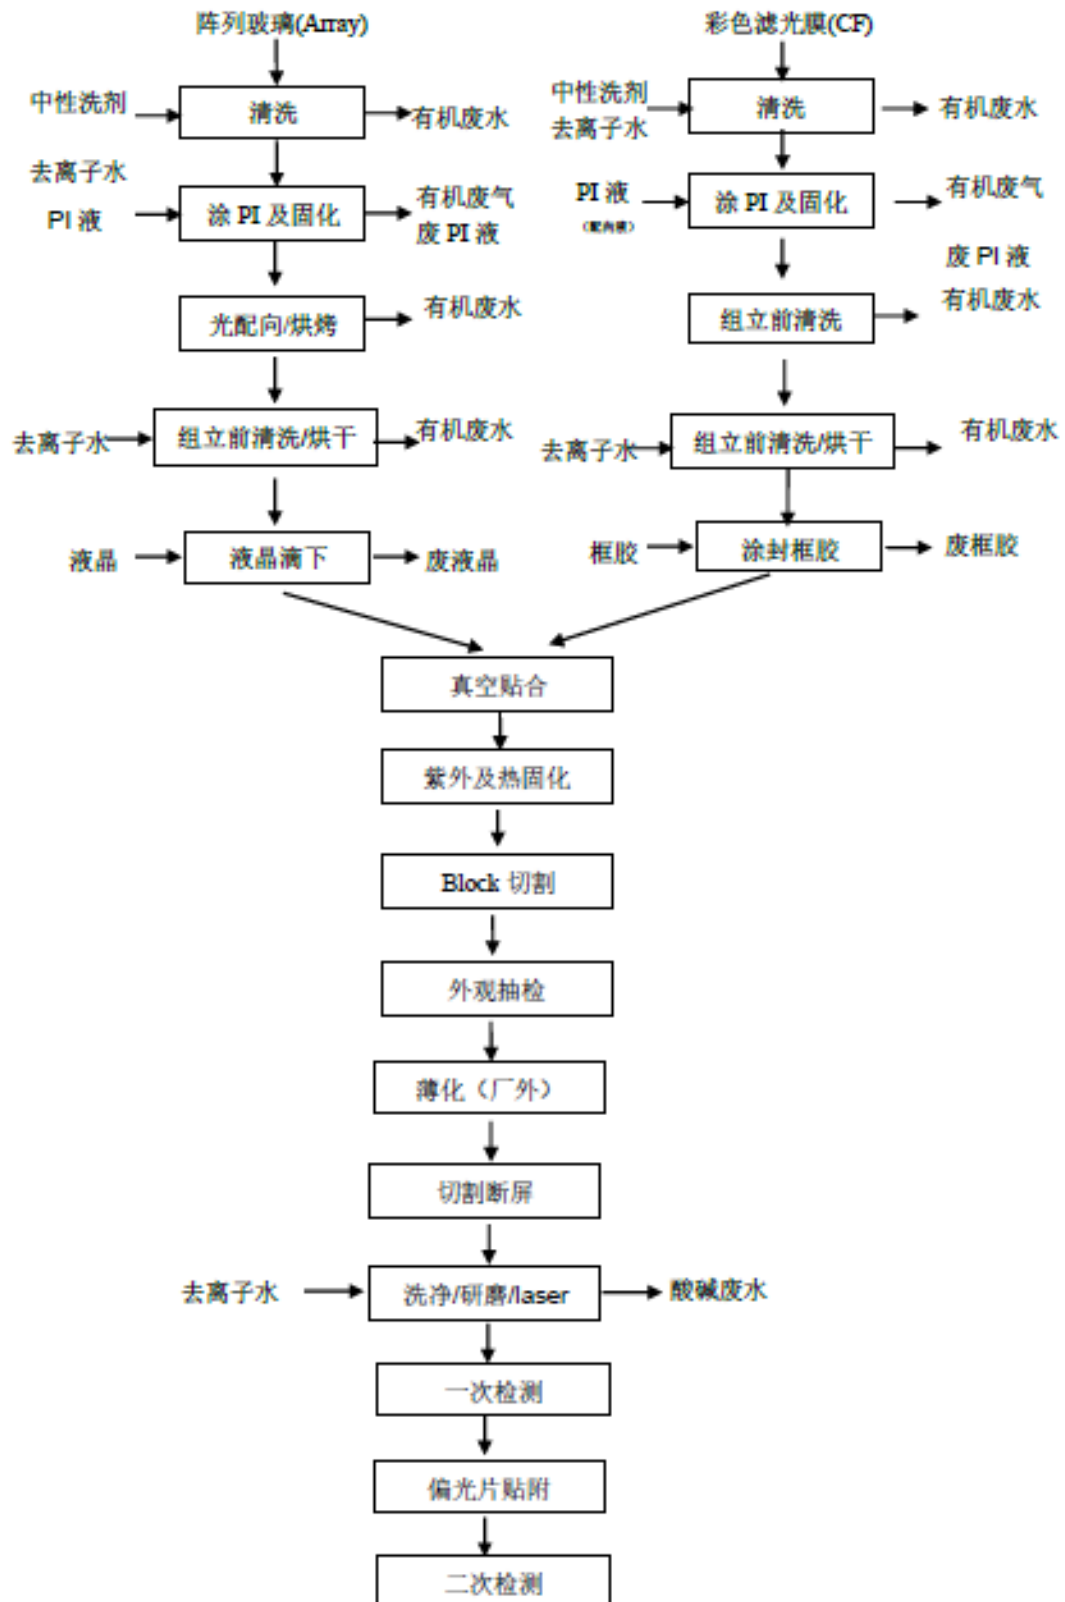 阵列玻璃(Array)
彩色滤光膜(CF)
中性洗剂
清洗
有机废水
中性洗剂
去离子水
清洗
有机废水
去离子水
PI 液
涂 PI 及固化
有机废气
废 PI 液
PI 液
(配向液)
涂 PI 及固化
有机废气
废 PI 液
光配向/烘烤
有机废水
组立前清洗
有机废水
去离子水
组立前清洗/烘干
有机废水
去离子水
组立前清洗/烘干
有机废水
液晶
液晶滴下
废液晶
框胶
涂封框胶
废框胶
真空贴合
紫外及热固化
Block 切割
外观抽检
薄化（厂外）
切割断屏
去离子水
洗净/研磨/laser
酸碱废水
一次检测
偏光片贴附
二次检测